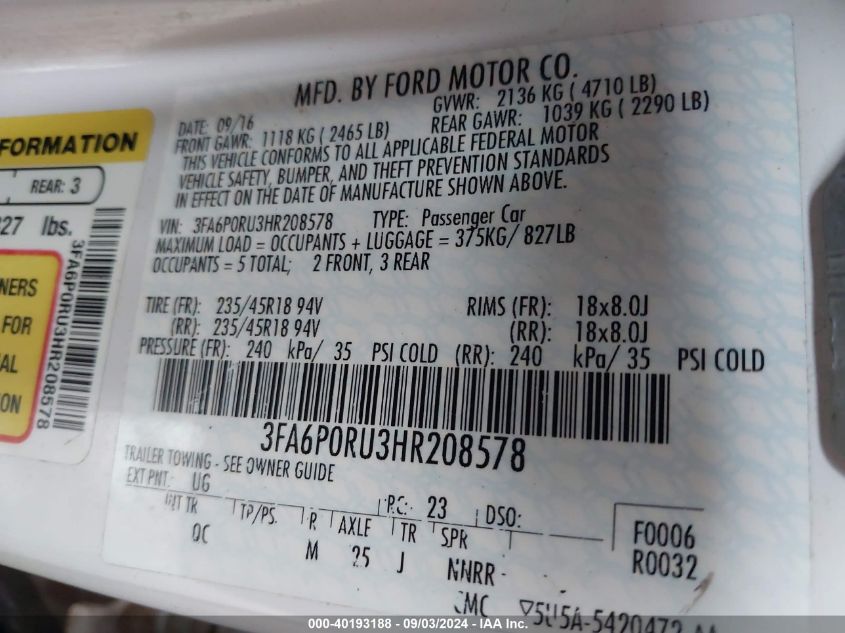 MFD. BY FORD MOTOR CO.
DATE: 09/16 GVWR: 2136 KG ( 4710 LB)
FRONT GAWR: 1118 KG ( 2465 LB) REAR GAWR: 1039 KG ( 2290 LB)
THIS VEHICLE CONFORMS TO ALL APPLICABLE FEDERAL MOTOR
VEHICLE SAFETY, BUMPER, AND THEFT PREVENTION STANDARDS
IN EFFECT ON THE DATE OF MANUFACTURE SHOWN ABOVE.
VIN: 3FA6P0RU3HR208578 TYPE: Passenger Car
MAXIMUM LOAD = OCCUPANTS + LUGGAGE = 375KG/ 827LB
OCCUPANTS = 5 TOTAL; 2 FRONT, 3 REAR
TIRE (FR): 235/45R18 94V RIMS (FR): 18x8.0J
(RR): 235/45R18 94V (RR): 18x8.0J
PRESSURE (FR): 240 kPa/ 35 PSI COLD (RR): 240 kPa/ 35 PSI COLD
3FA6P0RU3HR208578
TRAILER TOWING - SEE OWNER GUIDE
EXT PNT: UG RC: 23 DSO:
INT TR TP/PS R AXLE TR SPR F0006
QC M 25 J NNRR R0032
FORMATION
REAR: 3
27 lbs.
3FA6P0RU3HR208578
NERS
FOR
AL
ON
000-40193188 - 09/03/2024 - IAA Inc.